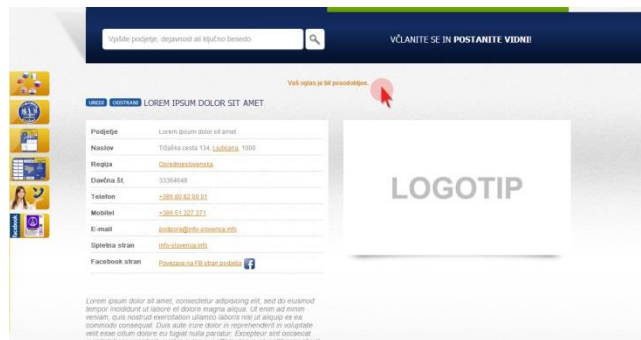 Vpišite podjetje, dejavnost ali ključno besedo
VČLANITE SE IN POSTANITE VIDNI!
Vaš oglas je bil posodobljen.
UREDI ODSTRANI LOREM IPSUM DOLOR SIT AMET
Podjetje Lorem ipsum dolor sit amet
Naslov Tržaška cesta 134, Ljubljana, 1000
Regija Osrednjeslovenska
Davčna št. 33364648
Telefon
Mobitel +386 51 327 371
E-mail podpora@info-slovenija.info
Spletna stran info-slovenija.info
Facebook stran Povezava na FB stran podjetja
LOGOTIP
facebook
Lorem ipsum dolor sit amet, consectetur adipisicing elit, sed do eiusmod
tempor incididunt ut labore et dolore magna aliqua. Ut enim ad minim
veniam, quis nostrud exercitation ullamco laboris nisi ut aliquip ex ea
commodo consequat. Duis aute irure dolor in reprehenderit in voluptate
velit esse cillum dolore eu fugiat nulla pariatur. Excepteur sint occaecat